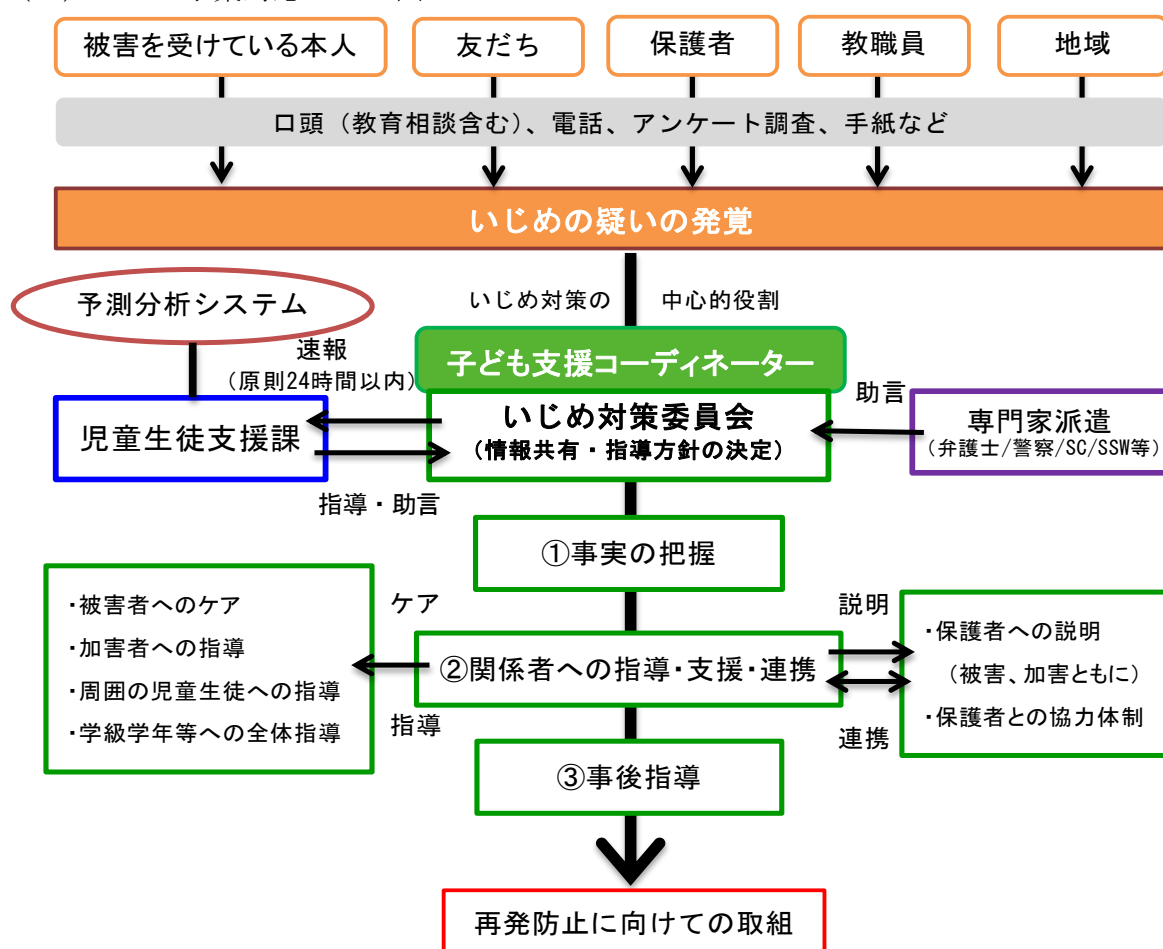 被害を受けている本人
友だち
保護者
教職員
地域
口頭（教育相談含む）、電話、アンケート調査、手紙など
いじめの疑いの発覚
予測分析システム
いじめ対策の
中心的役割
速報
（原則24時間以内）
子ども支援コーディネーター
児童生徒支援課
いじめ対策委員会
（情報共有・指導方針の決定）
助言
専門家派遣
（弁護士/警察/SC/SSW等）
指導・助言
①事実の把握
・被害者へのケア
・加害者への指導
・周囲の児童生徒への指導
・学級学年等への全体指導
ケア
指導
②関係者への指導・支援・連携
説明
連携
・保護者への説明
（被害、加害ともに）
・保護者との協力体制
③事後指導
再発防止に向けての取組